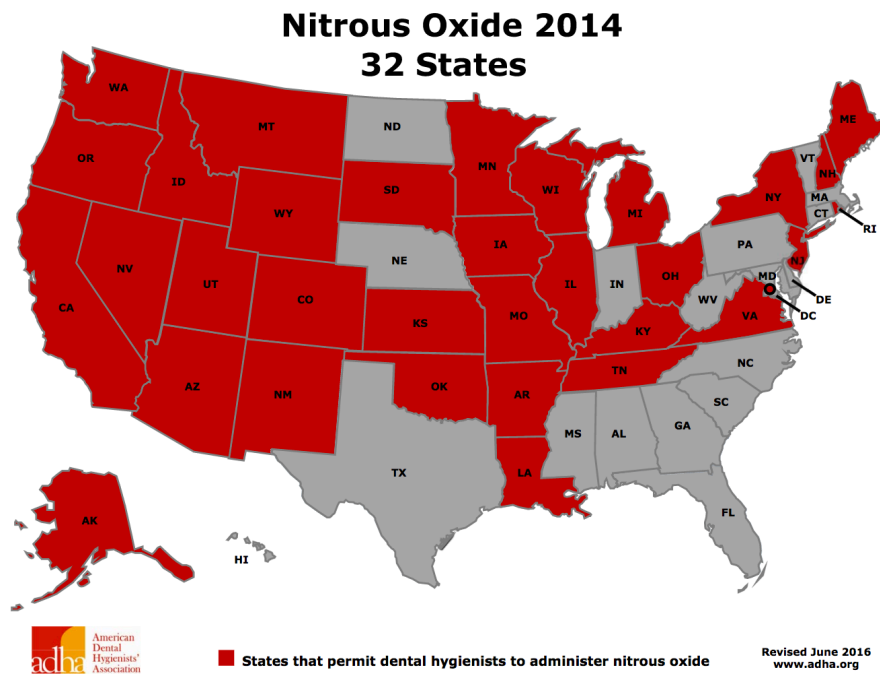 Nitrous Oxide 2014
32 States
WA
MT
ND
ME
OR
MN
VT
ID
SD
WI
NH
NY
MA
WY
MI
CT
RI
IA
PA
NE
NV
NJ
UT
IL
IN
OH
MD
CO
CA
WV
DE
KS
MO
VA
DC
KY
NC
AZ
NM
OK
TN
AR
SC
MS
AL
GA
TX
LA
FL
AK
HI
adha
American
Dental
Hygienists'
Association
States that permit dental hygienists to administer nitrous oxide
Revised June 2016
www.adha.org